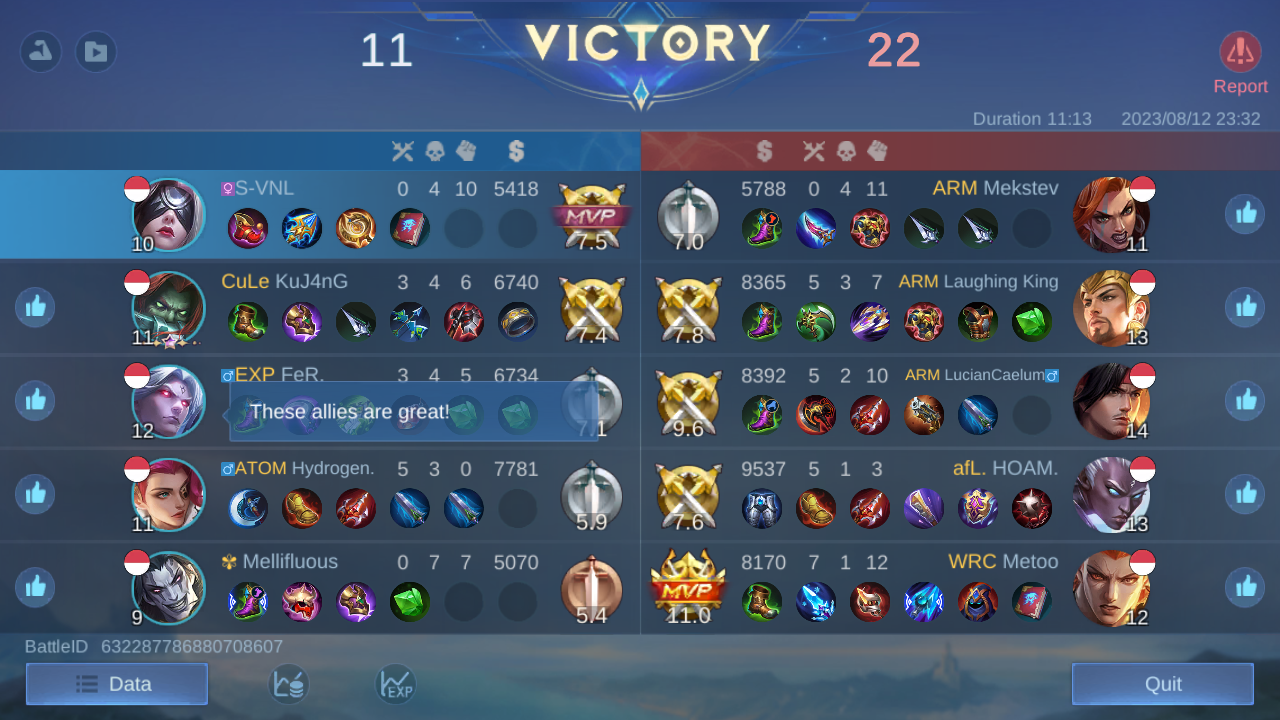 11 VICTORY 22
Report
Duration 11:13 2023/08/12 23:32
S-VNL 0 4 10 5418 MVP 7.5 10
5788 0 4 11 ARM Mekstev 7.0 11
CuLe KuJ4nG 3 4 6 6740 7.4 11
8365 5 3 7 ARM Laughing King 7.8 13
EXP FeR. 3 4 5 6734 7.1 12
These allies are great!
8392 5 2 10 ARM LucianCaelum 9.6 14
ATOM Hydrogen. 5 3 0 7781 5.9 11
9537 5 1 3 afL. HOAM. 7.6 13
Mellifluous 0 7 7 5070 5.4 9
8170 7 1 12 WRC Metoo MVP 11.0 12
BattleID 632287786880708607
Data
EXP
Quit